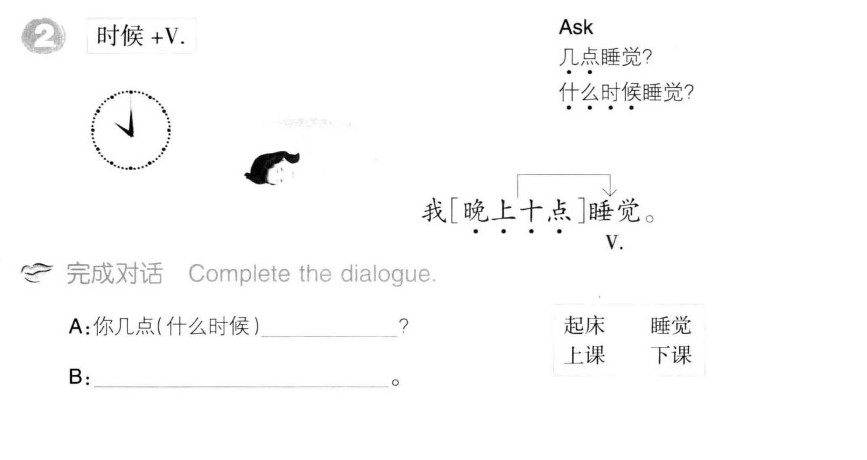 2 时候 +V.
Ask
几点睡觉?
什么时候睡觉?
我[晚上十点]睡觉。
V.
完成对话 Complete the dialogue.
A:你几点(什么时候)____________?
B:__________________________。
起床 睡觉
上课 下课